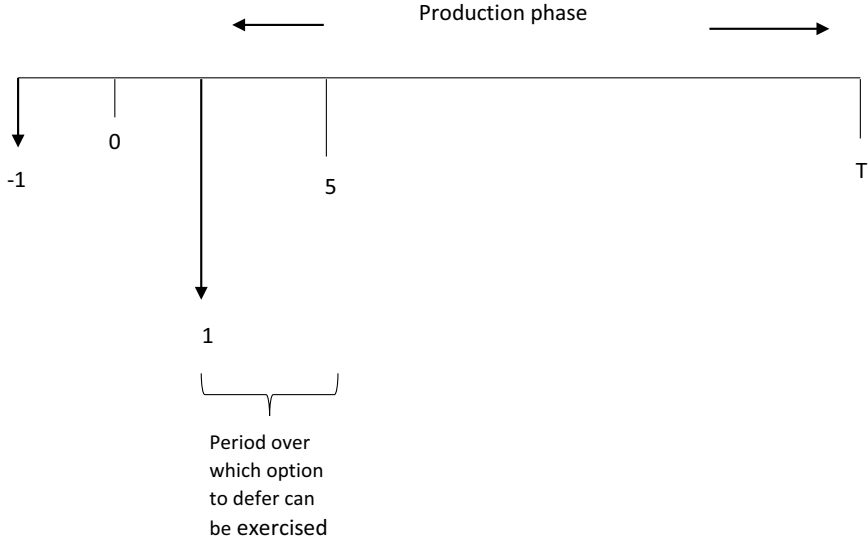 Production phase
0
-1
5
T
1
Period over
which option
to defer can
be exercised